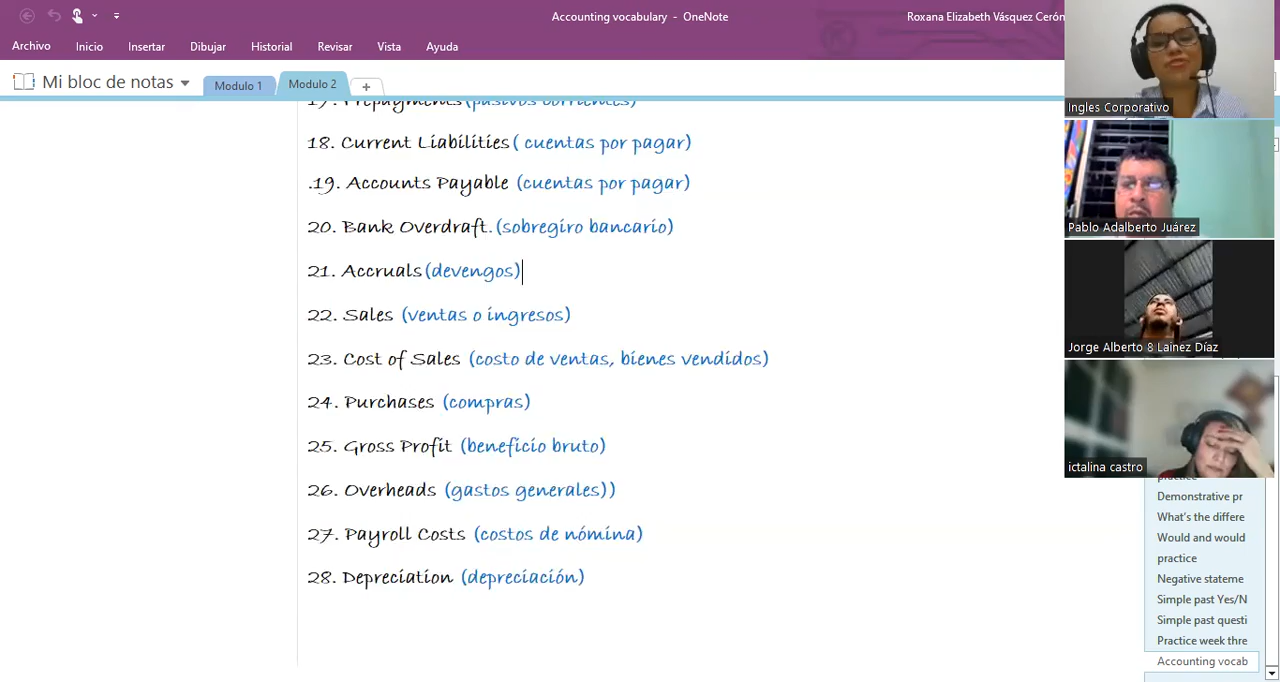 Accounting vocabulary - OneNote
Roxana Elizabeth Vásquez Cerón
Archivo Inicio Insertar Dibujar Historial Revisar Vista Ayuda
Mi bloc de notas Modulo 1 Modulo 2 +
17. Prepayments (pasivos corrientes)
18. Current Liabilities ( cuentas por pagar)
.19. Accounts Payable (cuentas por pagar)
20. Bank Overdraft. (sobregiro bancario)
21. Accruals (devengos)
22. Sales (ventas o ingresos)
23. Cost of Sales (costo de ventas, bienes vendidos)
24. Purchases (compras)
25. Gross Profit (beneficio bruto)
26. Overheads (gastos generales))
27. Payroll Costs (costos de nómina)
28. Depreciation (depreciación)
Ingles Corporativo
Pablo Adalberto Juárez
Jorge Alberto 8 Lainez Díaz
ictalina castro
practice
Demonstrative pr
What's the differe
Would and would
practice
Negative stateme
Simple past Yes/N
Simple past questi
Practice week thre
Accounting vocab